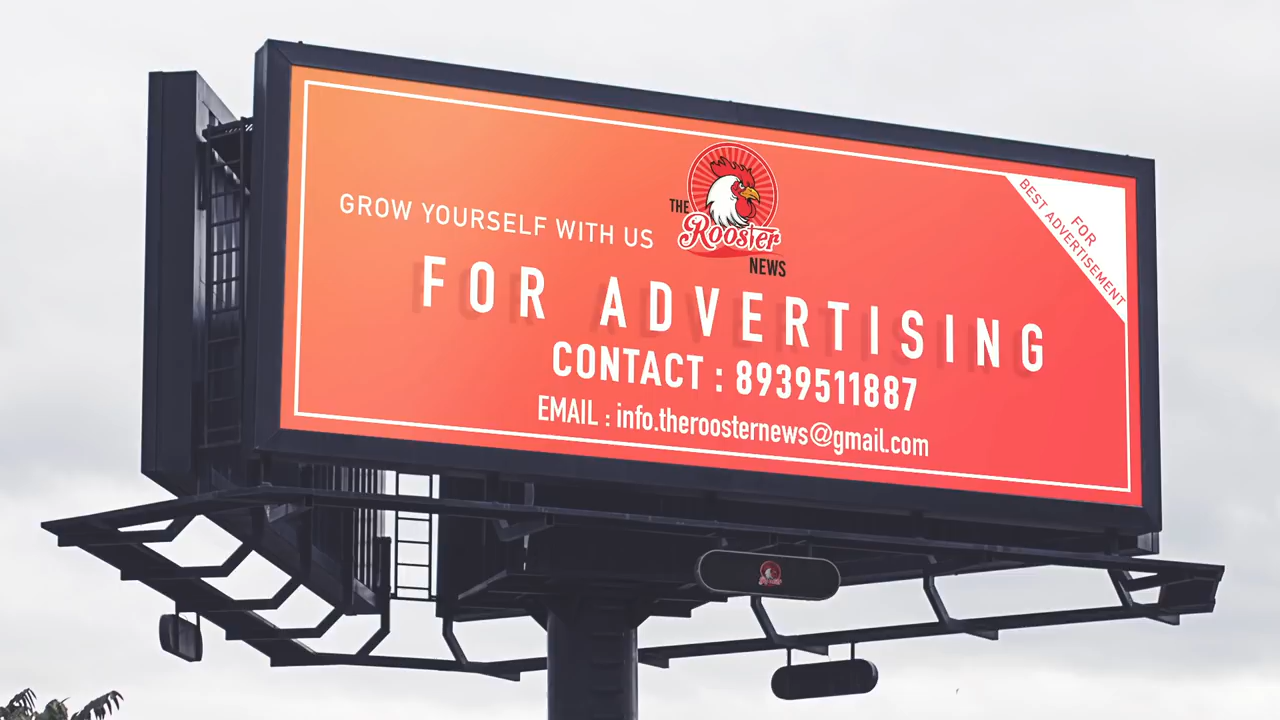 GROW YOURSELF WITH US
THE
Rooster
NEWS
FOR ADVERTISING
CONTACT : 8939511887
EMAIL : info.theroosternews@gmail.com
FOR
BEST ADVERTISEMENT